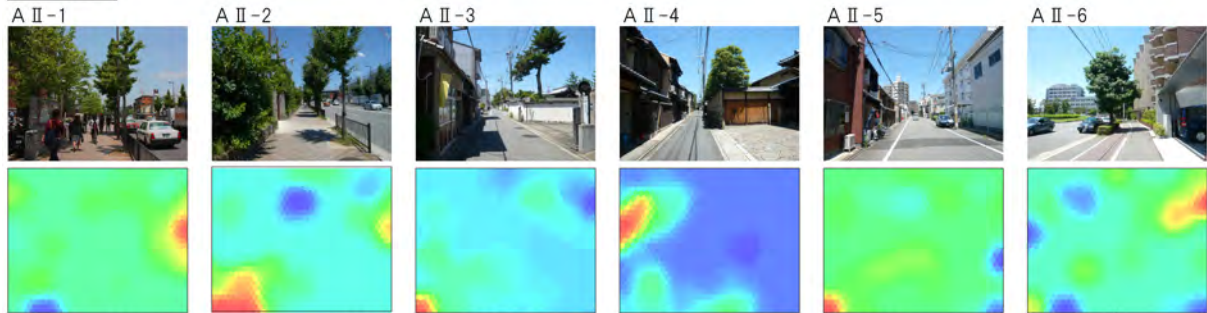 A Ⅱ-1
A Ⅱ-2
A Ⅱ-3
A Ⅱ-4
A Ⅱ-5
A Ⅱ-6